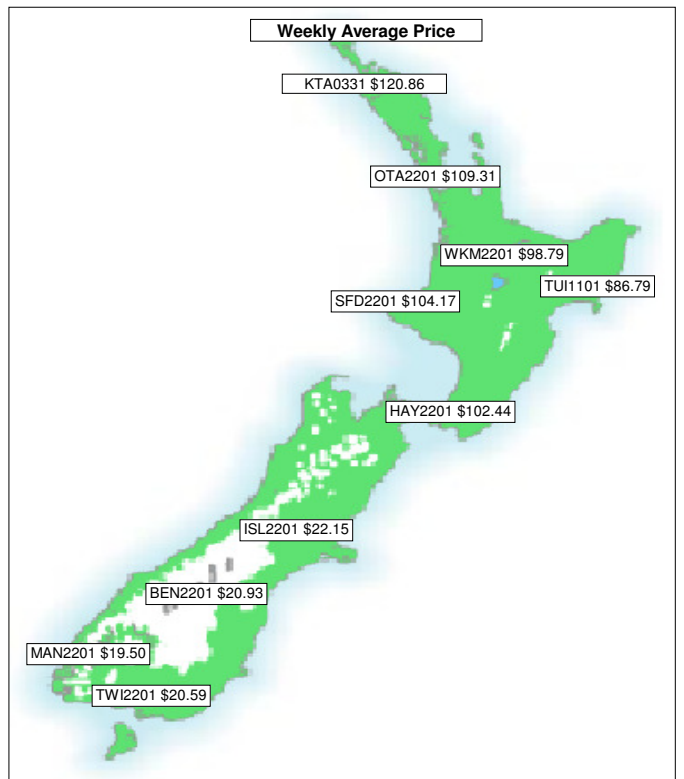 Weekly Average Price
KTA0331 $120.86
OTA2201 $109.31
WKM2201 $98.79
TUI1101 $86.79
SFD2201 $104.17
HAY2201 $102.44
ISL2201 $22.15
BEN2201 $20.93
MAN2201 $19.50
TWI2201 $20.59